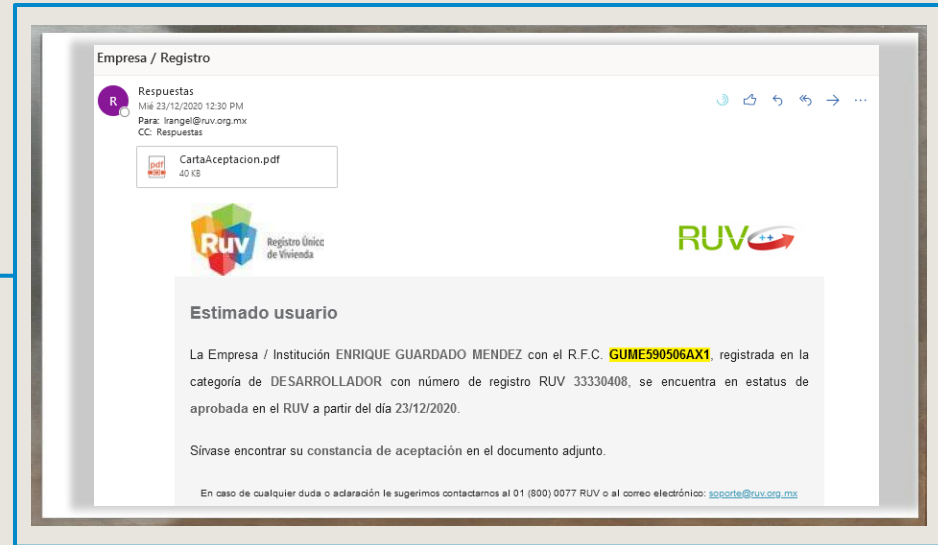 Empresa / Registro
R
Respuestas
Mié 23/12/2020 12:30 PM
Para: lrangel@ruv.org.mx
CC: Respuestas
pdf
CartaAceptacion.pdf
40 KB
RUV
Registro Único
de Vivienda
RUV++
Estimado usuario
La Empresa / Institución ENRIQUE GUARDADO MENDEZ con el R.F.C. GUME590506AX1, registrada en la
categoría de DESARROLLADOR con número de registro RUV 33330408, se encuentra en estatus de
aprobada en el RUV a partir del día 23/12/2020.
Sírvase encontrar su constancia de aceptación en el documento adjunto.
En caso de cualquier duda o aclaración le sugerimos contactarnos al 01 (800) 0077 RUV o al correo electrónico: soporte@ruv.org.mx